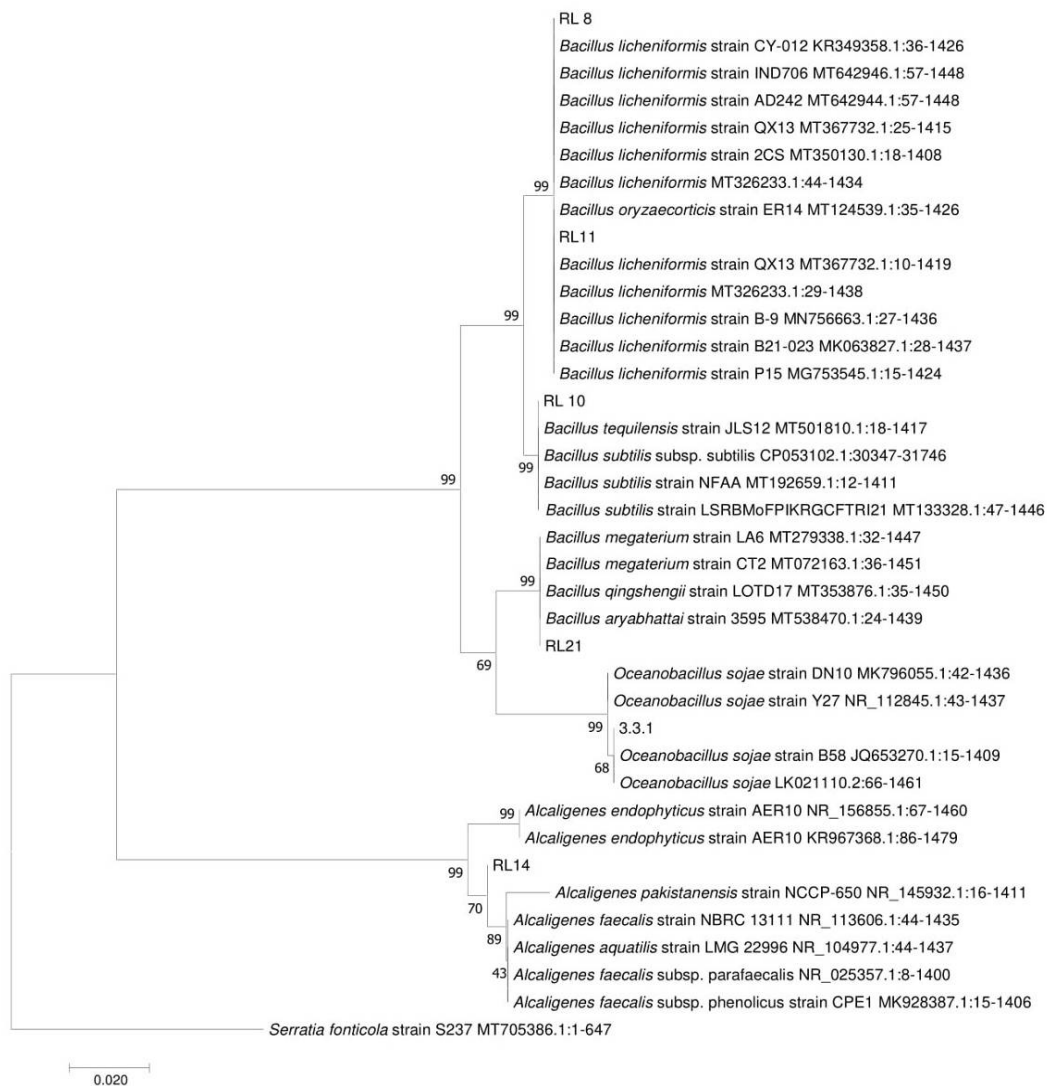 RL 8
Bacillus licheniformis strain CY-012 KR349358.1:36-1426
Bacillus licheniformis strain IND706 MT642946.1:57-1448
Bacillus licheniformis strain AD242 MT642944.1:57-1448
Bacillus licheniformis strain QX13 MT367732.1:25-1415
Bacillus licheniformis strain 2CS MT350130.1:18-1408
99 Bacillus licheniformis MT326233.1:44-1434
Bacillus oryzaecorticis strain ER14 MT124539.1:35-1426
RL11
Bacillus licheniformis strain QX13 MT367732.1:10-1419
Bacillus licheniformis MT326233.1:29-1438
99 Bacillus licheniformis strain B-9 MN756663.1:27-1436
Bacillus licheniformis strain B21-023 MK063827.1:28-1437
Bacillus licheniformis strain P15 MG753545.1:15-1424
RL 10
Bacillus tequilensis strain JLS12 MT501810.1:18-1417
Bacillus subtilis subsp. subtilis CP053102.1:30347-31746
99 99 Bacillus subtilis strain NFAA MT192659.1:12-1411
Bacillus subtilis strain LSRBMoFPIKRGCFTRI21 MT133328.1:47-1446
Bacillus megaterium strain LA6 MT279338.1:32-1447
Bacillus megaterium strain CT2 MT072163.1:36-1451
99 Bacillus qingshengii strain LOTD17 MT353876.1:35-1450
Bacillus aryabhattai strain 3595 MT538470.1:24-1439
RL21
69 Oceanobacillus sojae strain DN10 MK796055.1:42-1436
Oceanobacillus sojae strain Y27 NR_112845.1:43-1437
99 3.3.1
Oceanobacillus sojae strain B58 JQ653270.1:15-1409
68 Oceanobacillus sojae LK021110.2:66-1461
99 Alcaligenes endophyticus strain AER10 NR_156855.1:67-1460
Alcaligenes endophyticus strain AER10 KR967368.1:86-1479
99 RL14
Alcaligenes pakistanensis strain NCCP-650 NR_145932.1:16-1411
70 Alcaligenes faecalis strain NBRC 13111 NR_113606.1:44-1435
89 Alcaligenes aquatilis strain LMG 22996 NR_104977.1:44-1437
43 Alcaligenes faecalis subsp. parafaecalis NR_025357.1:8-1400
Alcaligenes faecalis subsp. phenolicus strain CPE1 MK928387.1:15-1406
Serratia fonticola strain S237 MT705386.1:1-647
0.020